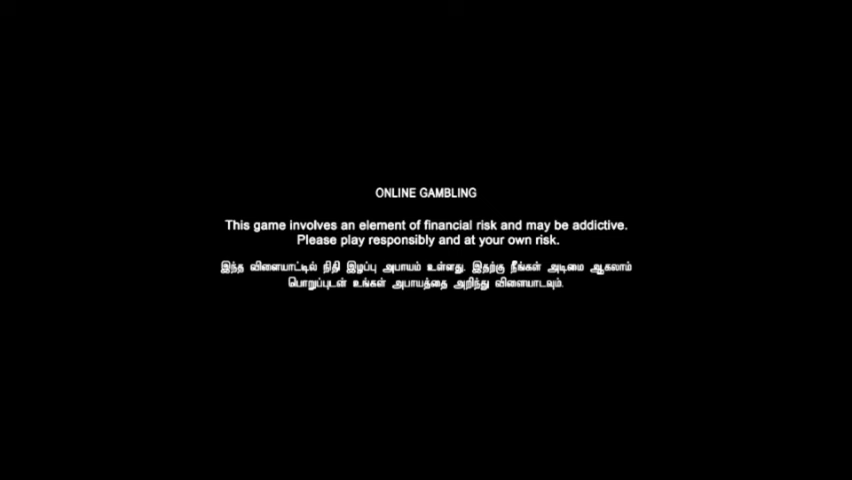 ONLINE GAMBLING
This game involves an element of financial risk and may be addictive.
Please play responsibly and at your own risk.
இந்த விளையாட்டில் நிதி இழப்பு அபாயம் உள்ளது. இதற்கு நீங்கள் அடிமை ஆகலாம்
பொறுப்புடன் உங்கள் அபாயத்தை அறிந்து விளையாடவும்.